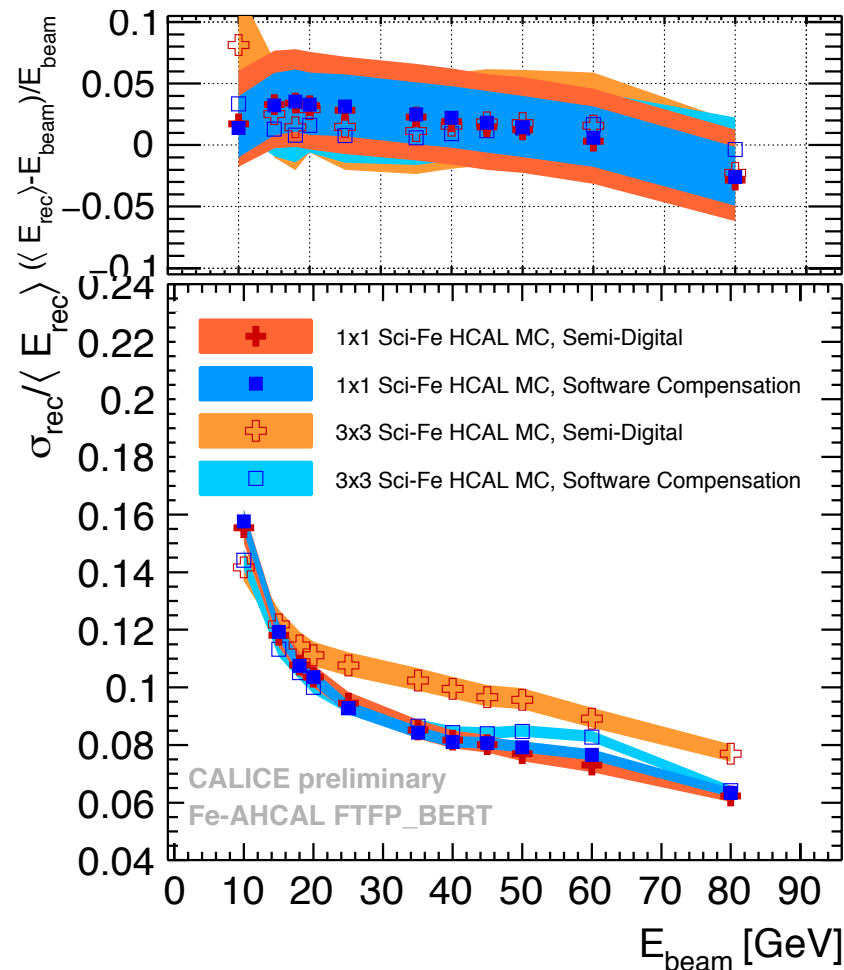 0.1
0.05
0
−0.05
−0.1
(⟨ E_rec⟩-E_beam)/E_beam
0.24
0.22
0.2
0.18
0.16
0.14
0.12
0.1
0.08
0.06
0.04
σ_rec/⟨ E_rec⟩
1x1 Sci-Fe HCAL MC, Semi-Digital
1x1 Sci-Fe HCAL MC, Software Compensation
3x3 Sci-Fe HCAL MC, Semi-Digital
3x3 Sci-Fe HCAL MC, Software Compensation
CALICE preliminary
Fe-AHCAL FTFP_BERT
0 10 20 30 40 50 60 70 80 90
E_beam [GeV]